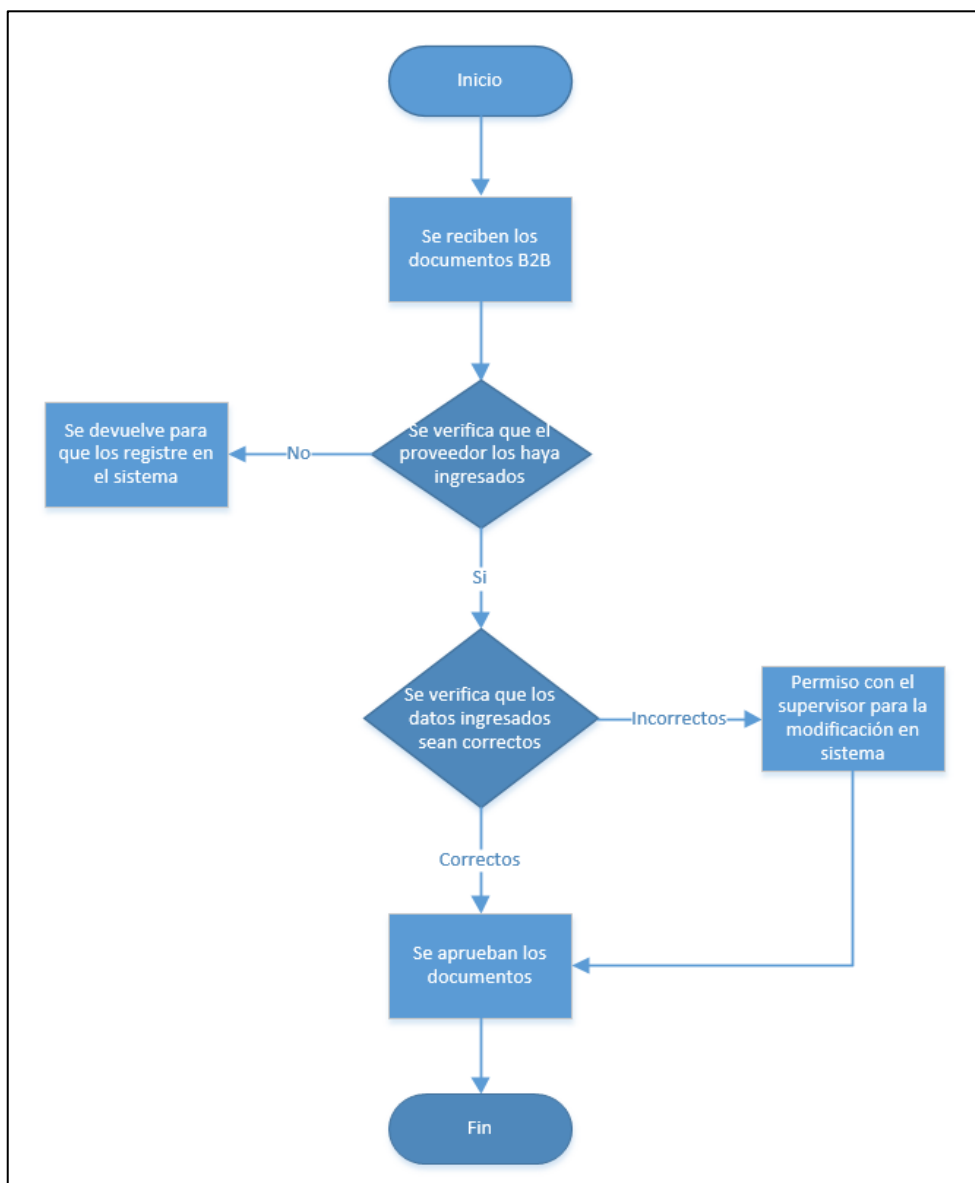 Inicio
Se reciben los
documentos B2B
Se verifica que el
proveedor los haya
ingresados
No
Se devuelve para
que los registre en
el sistema
Si
Se verifica que los
datos ingresados
sean correctos
Incorrectos
Permiso con el
supervisor para la
modificación en
sistema
Correctos
Se aprueban los
documentos
Fin